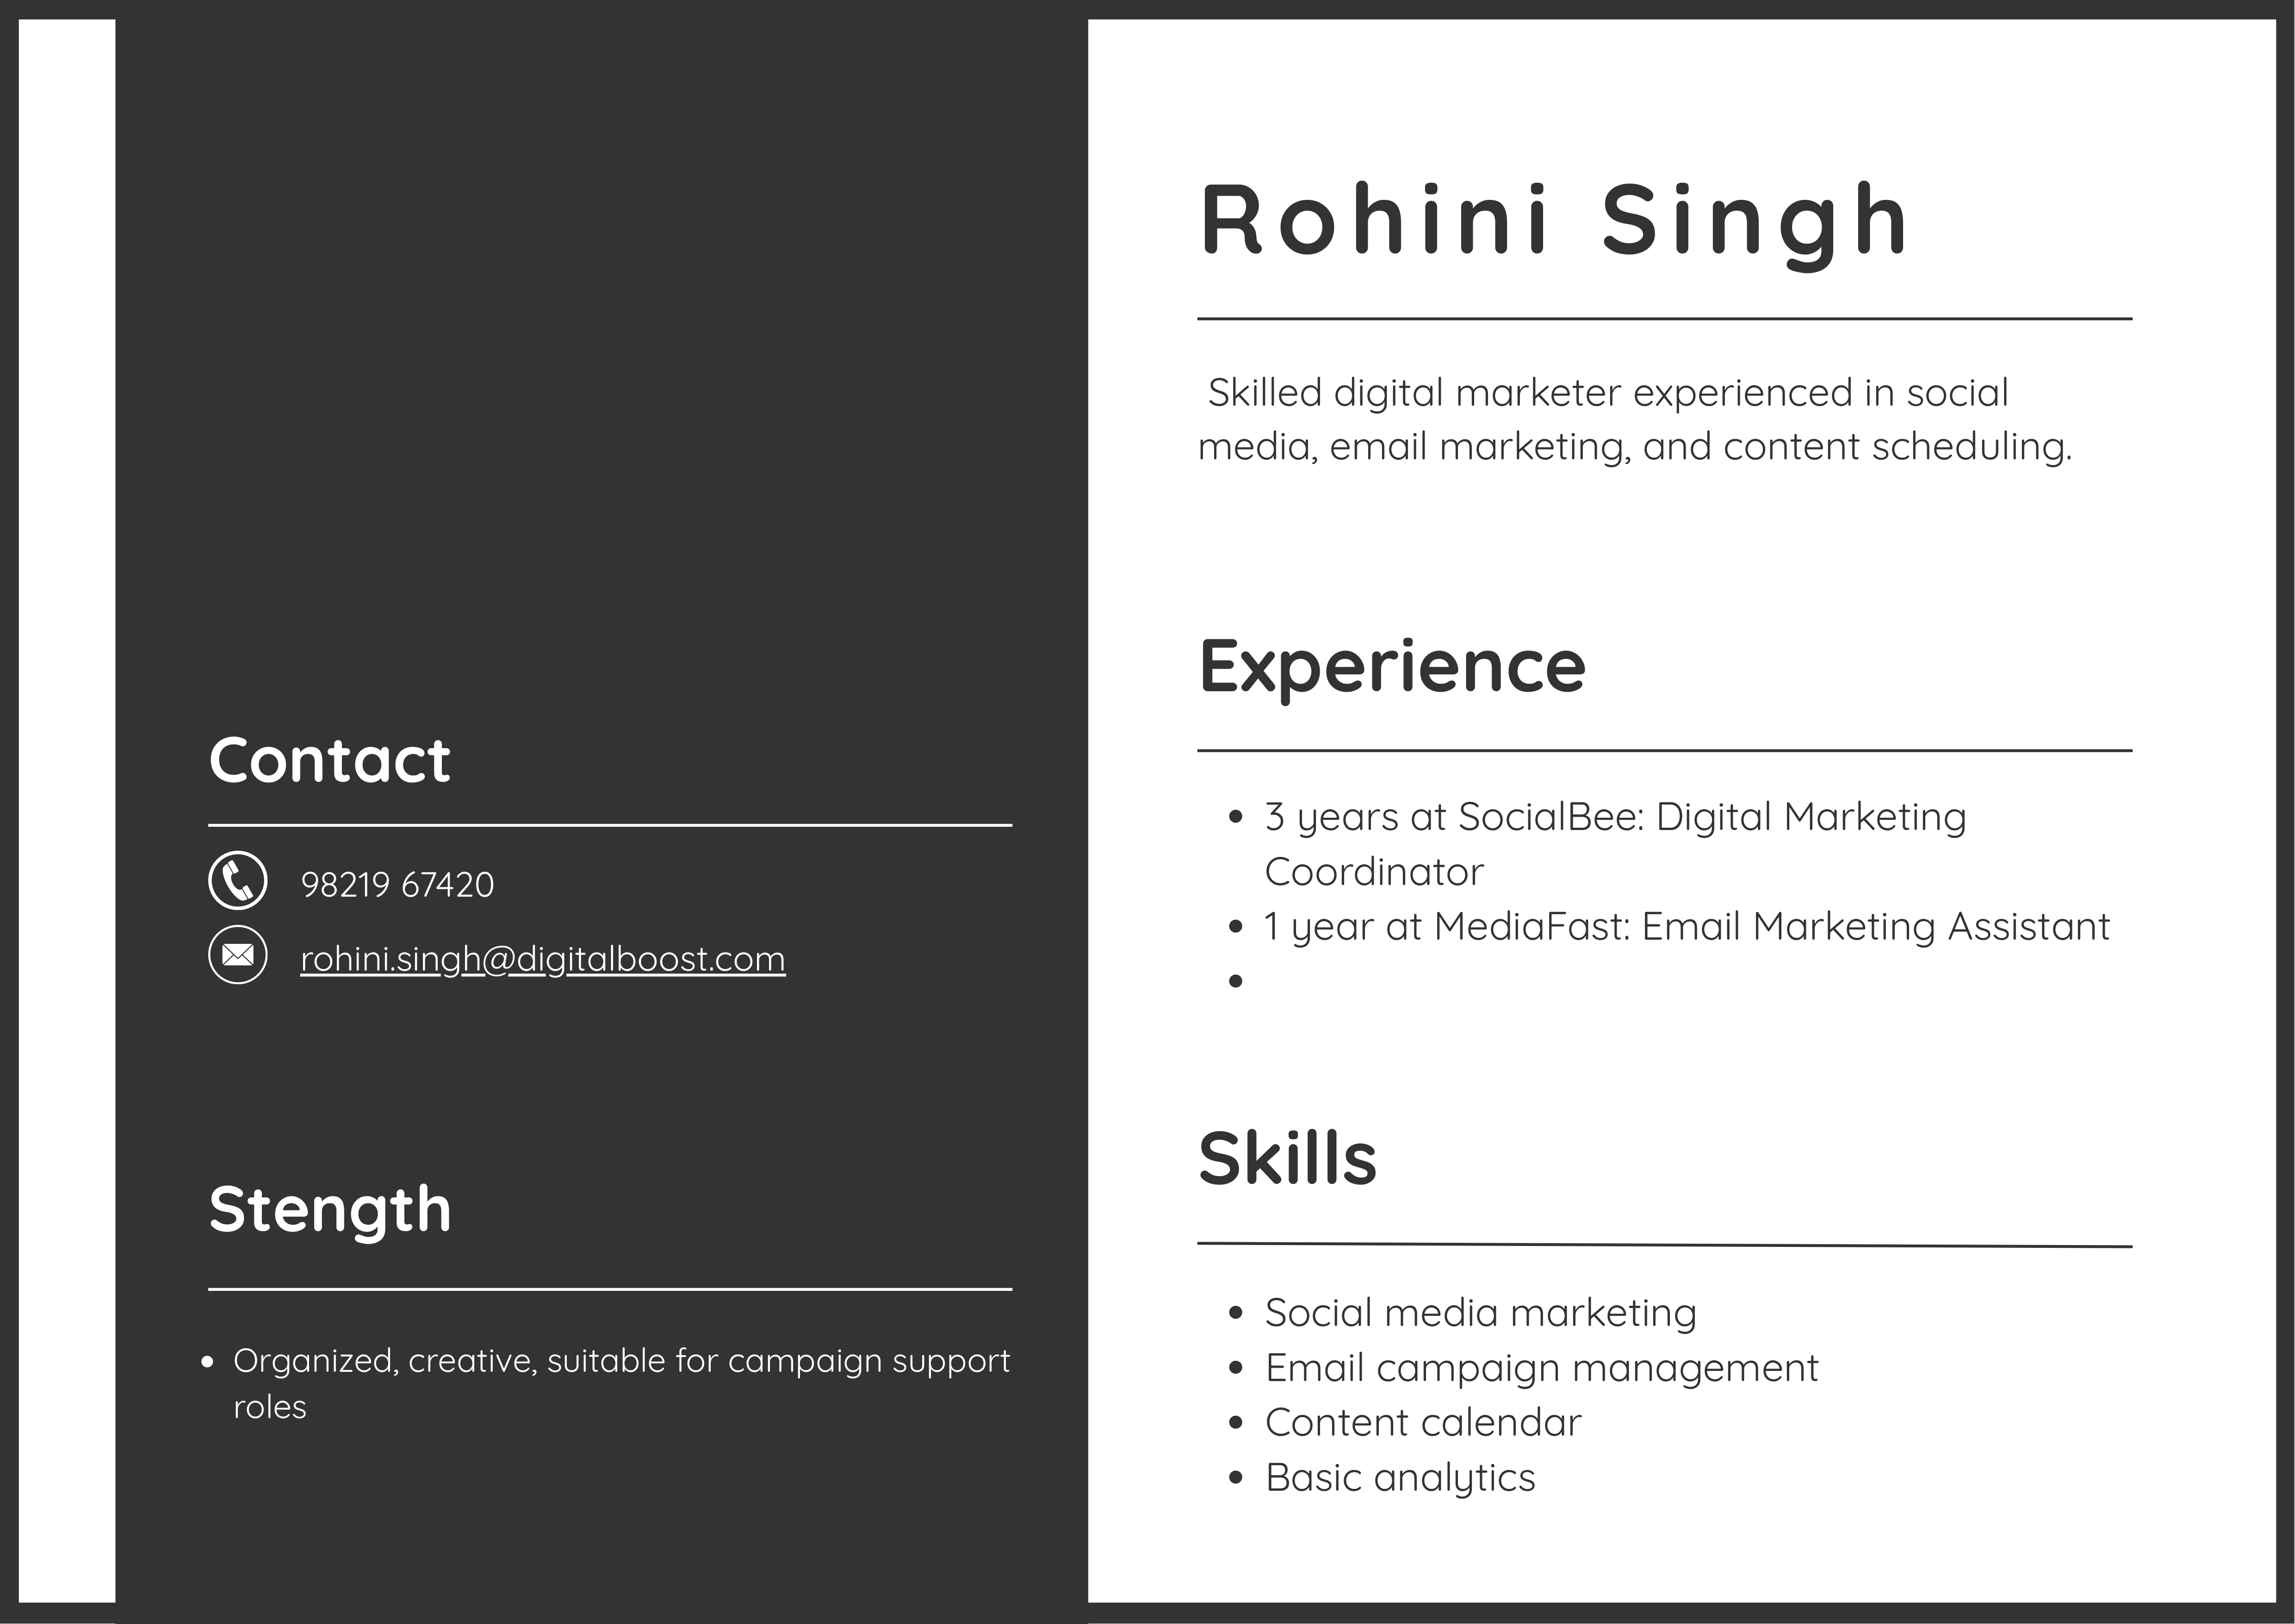 Rohini Singh
Skilled digital marketer experienced in social
media, email marketing, and content scheduling.
Experience
• 3 years at SocialBee: Digital Marketing
Coordinator
• 1 year at MediaFast: Email Marketing Assistant
•
Skills
• Social media marketing
• Email campaign management
• Content calendar
• Basic analytics
Contact
98219 67420
rohini.singh@digitalboost.com
Stength
• Organized, creative, suitable for campaign support
roles